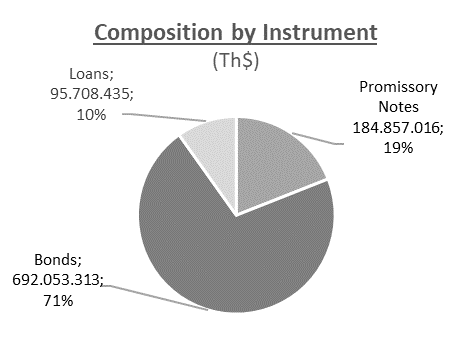 Composition by Instrument
(Th$)
Loans;
95.708.435;
10%
Promissory
Notes
184.857.016;
19%
Bonds;
692.053.313;
71%